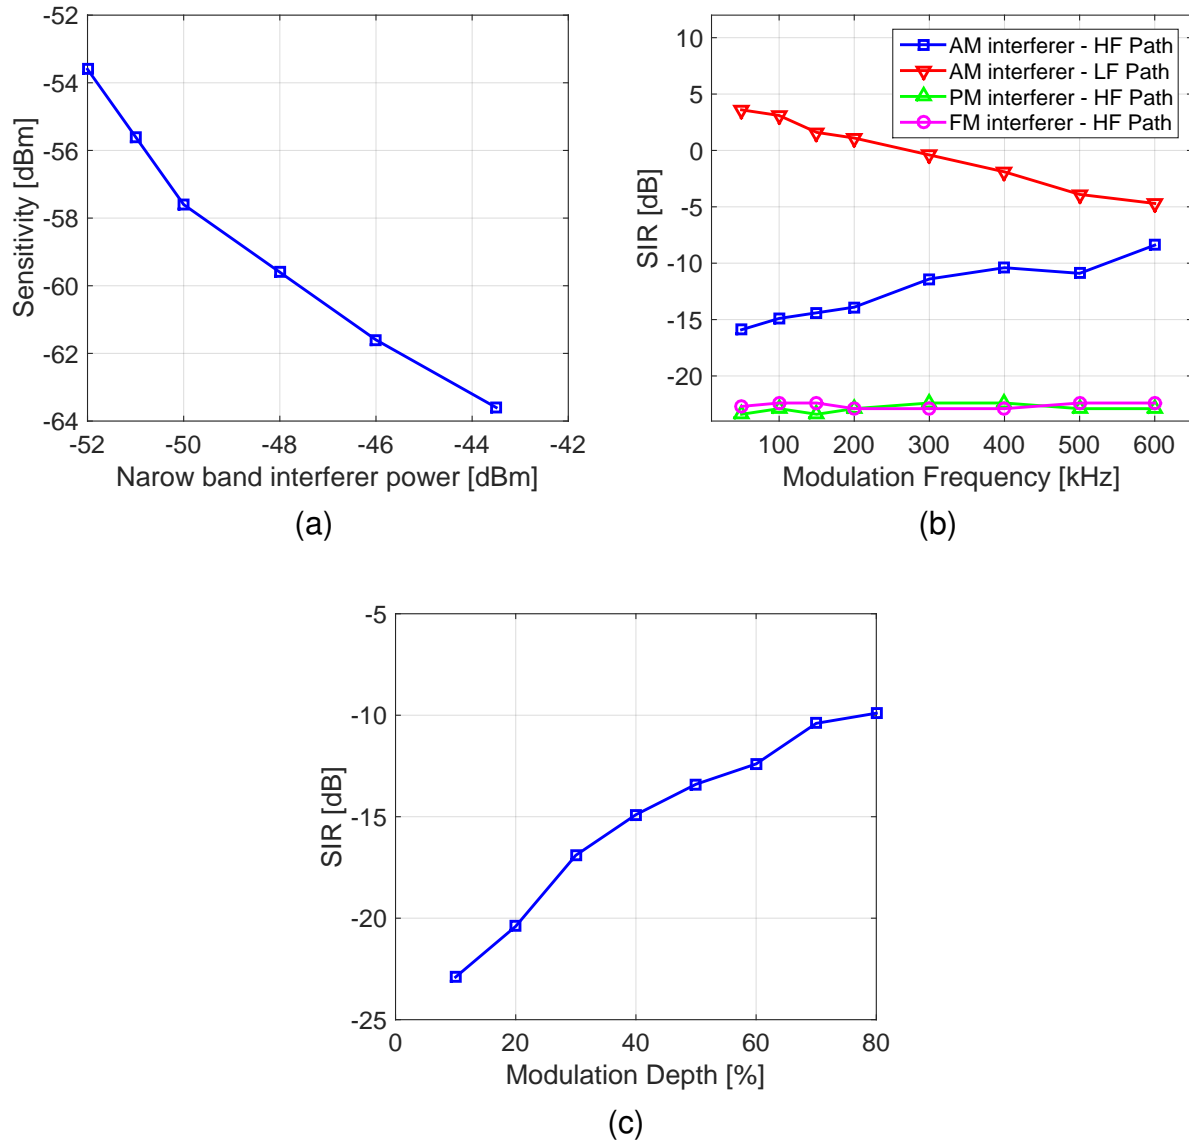 -52
-54
-56
-58
-60
-62
-64
Sensitivity [dBm]
-52 -50 -48 -46 -44 -42
Narow band interferer power [dBm]
(a)
10
5
0
-5
-10
-15
-20
SIR [dB]
AM interferer - HF Path
AM interferer - LF Path
PM interferer - HF Path
FM interferer - HF Path
100 200 300 400 500 600
Modulation Frequency [kHz]
(b)
-5
-10
-15
-20
-25
SIR [dB]
0 20 40 60 80
Modulation Depth [%]
(c)